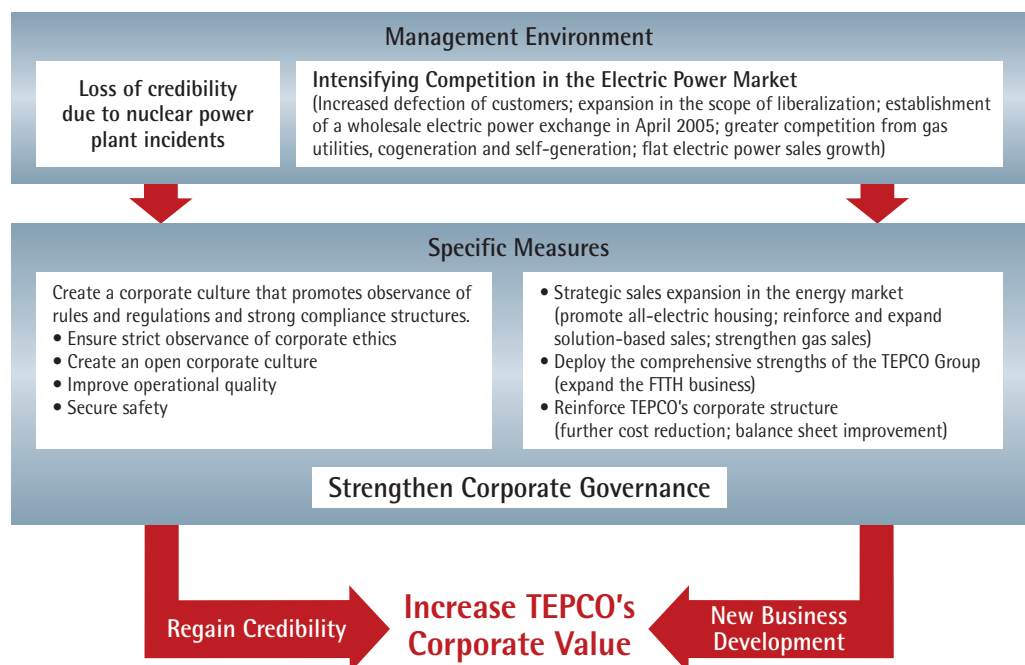 Management Environment
Loss of credibility
due to nuclear power
plant incidents
Intensifying Competition in the Electric Power Market
(Increased defection of customers; expansion in the scope of liberalization; establishment
of a wholesale electric power exchange in April 2005; greater competition from gas
utilities, cogeneration and self-generation; flat electric power sales growth)
Specific Measures
Create a corporate culture that promotes observance of
rules and regulations and strong compliance structures.
• Ensure strict observance of corporate ethics
• Create an open corporate culture
• Improve operational quality
• Secure safety
• Strategic sales expansion in the energy market
(promote all-electric housing; reinforce and expand
solution-based sales; strengthen gas sales)
• Deploy the comprehensive strengths of the TEPCO Group
(expand the FTTH business)
• Reinforce TEPCO's corporate structure
(further cost reduction; balance sheet improvement)
Strengthen Corporate Governance
Regain Credibility
Increase TEPCO's
Corporate Value
New Business
Development